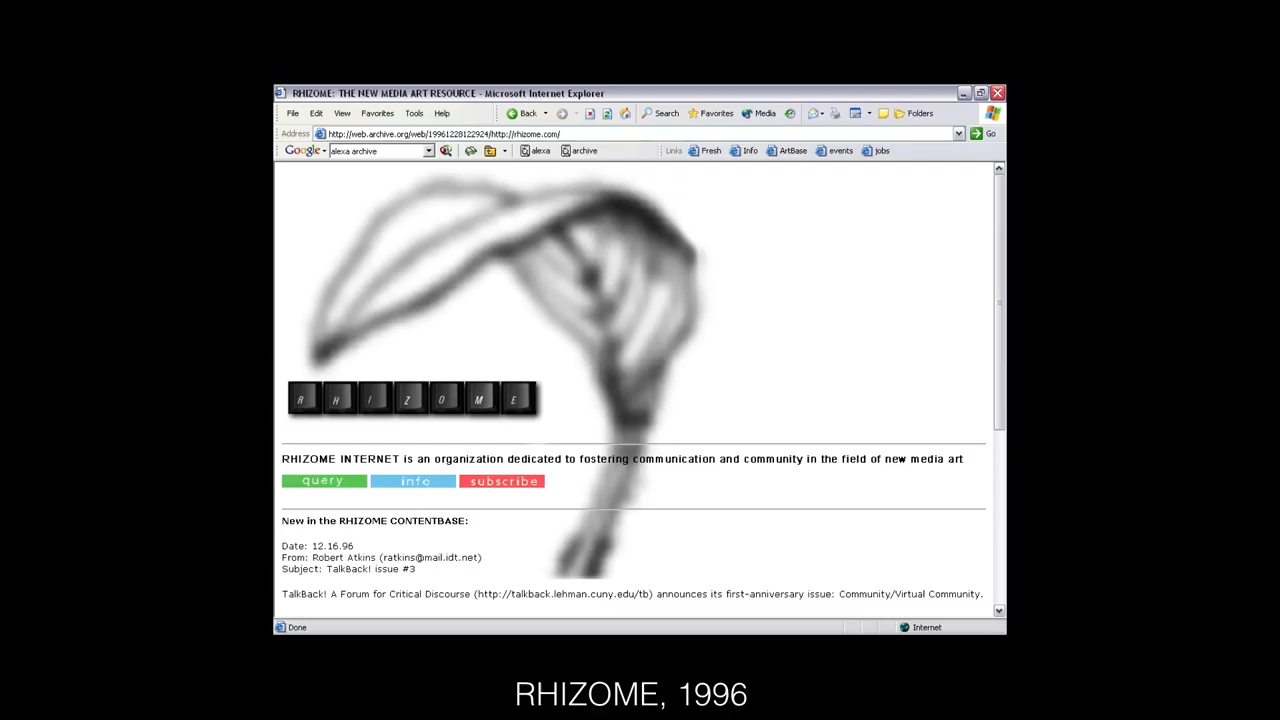 RHIZOME: THE NEW MEDIA ART RESOURCE - Microsoft Internet Explorer
File Edit View Favorites Tools Help Back Search Favorites Media Folders
Address http://web.archive.org/web/19961228122924/http://rhizome.com/ Go
Google alexa archive alexa archive Links Fresh Info ArtBase events jobs
RHIZOME
RHIZOME INTERNET is an organization dedicated to fostering communication and community in the field of new media art
query info subscribe
New in the RHIZOME CONTENTBASE:
Date: 12.16.96
From: Robert Atkins (ratkins@mail.idt.net)
Subject: TalkBack! issue #3
TalkBack! A Forum for Critical Discourse (http://talkback.lehman.cuny.edu/tb) announces its first-anniversary issue: Community/Virtual Community.
Done Internet
RHIZOME, 1996